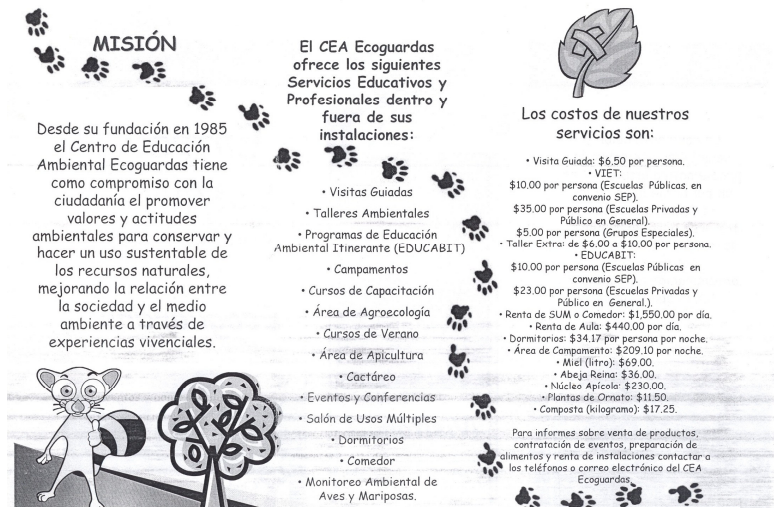 MISIÓN
Desde su fundación en 1985
el Centro de Educación
Ambiental Ecoguardas tiene
como compromiso con la
ciudadanía el promover
valores y actitudes
ambientales para conservar y
hacer un uso sustentable de
los recursos naturales,
mejorando la relación entre
la sociedad y el medio
ambiente a través de
experiencias vivenciales.
El CEA Ecoguardas
ofrece los siguientes
Servicios Educativos y
Profesionales dentro y
fuera de sus
instalaciones:
• Visitas Guiadas
• Talleres Ambientales
• Programas de Educación
Ambiental Itinerante (EDUCABIT)
• Campamentos
• Cursos de Capacitación
• Área de Agroecología
• Cursos de Verano
• Área de Apicultura
• Cactáreo
• Eventos y Conferencias
• Salón de Usos Múltiples
• Dormitorios
• Comedor
• Monitoreo Ambiental de
Aves y Mariposas.
Los costos de nuestros
servicios son:
• Visita Guiada: $6.50 por persona.
• VIET:
$10.00 por persona (Escuelas Públicas. en
convenio SEP).
$35.00 por persona (Escuelas Privadas y
Público en General).
$5.00 por persona (Grupos Especiales).
• Taller Extra: de $6.00 a $10.00 por persona.
• EDUCABIT:
$10.00 por persona (Escuelas Públicas en
convenio SEP).
$23.00 por persona (Escuelas Privadas y
Público en General.).
• Renta de SUM o Comedor: $1,550.00 por día.
• Renta de Aula: $440.00 por día.
• Dormitorios: $34.17 por persona por noche.
• Área de Campamento: $209.10 por noche.
• Miel (litro): $69.00.
• Abeja Reina: $36.00.
• Núcleo Apícola: $230.00.
• Plantas de Ornato: $11.50.
• Composta (kilogramo): $17.25.
Para informes sobre venta de productos,
contratación de eventos, preparación de
alimentos y renta de instalaciones contactar a
los teléfonos o correo electrónico del CEA
Ecoguardas.